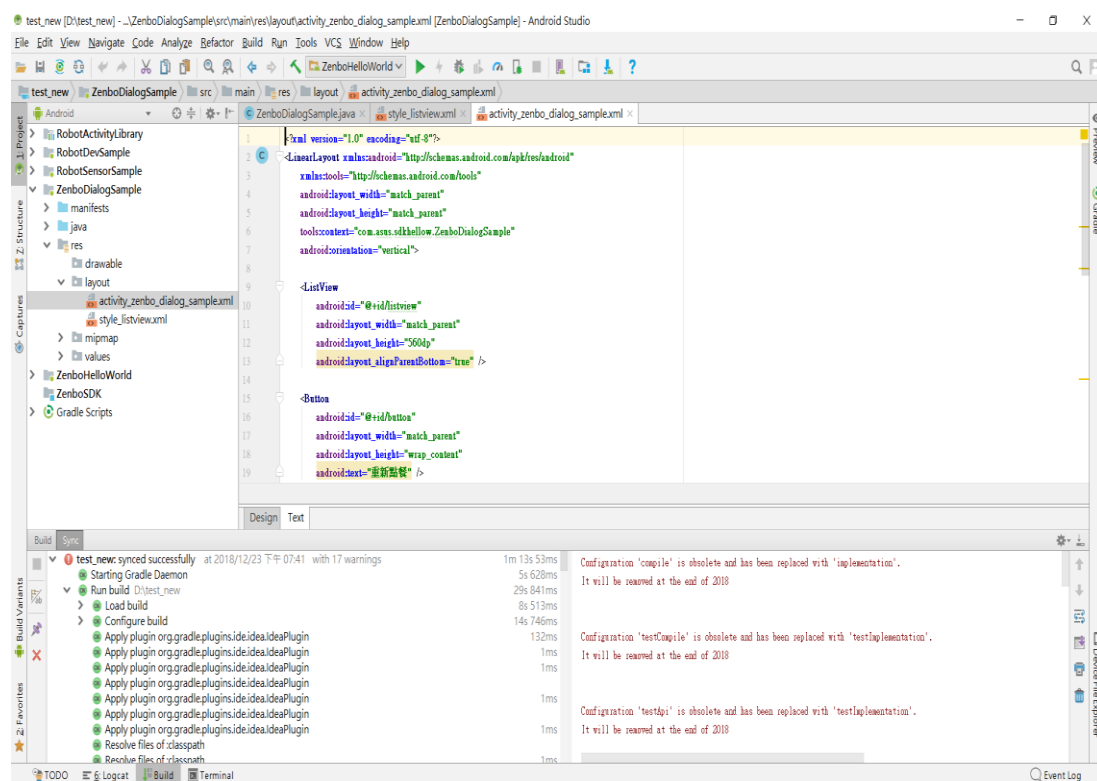 test_new [D:\test_new] - ...\ZenboDialogSample\src\main\res\layout\activity_zenbo_dialog_sample.xml [ZenboDialogSample] - Android Studio
File Edit View Navigate Code Analyze Refactor Build Run Tools VCS Window Help
ZenboHelloWorld
test_new ZenboDialogSample src main res layout activity_zenbo_dialog_sample.xml
Android
ZenboDialogSample.java style_listview.xml activity_zenbo_dialog_sample.xml
1: Project
Z: Structure
Captures
Build Variants
2: Favorites
RobotActivityLibrary
RobotDevSample
RobotSensorSample
ZenboDialogSample
manifests
java
res
drawable
layout
activity_zenbo_dialog_sample.xml
style_listview.xml
mipmap
values
ZenboHelloWorld
ZenboSDK
Gradle Scripts
1 <?xml version="1.0" encoding="utf-8"?>
2 C <LinearLayout xmlns:android="http://schemas.android.com/apk/res/android"
3 xmlns:tools="http://schemas.android.com/tools"
4 android:layout_width="match_parent"
5 android:layout_height="match_parent"
6 tools:context="com.asus.sdkhellow.ZenboDialogSample"
7 android:orientation="vertical">
8
9 <ListView
10 android:id="@+id/listview"
11 android:layout_width="match_parent"
12 android:layout_height="560dp"
13 android:layout_alignParentBottom="true" />
14
15 <Button
16 android:id="@+id/button"
17 android:layout_width="match_parent"
18 android:layout_height="wrap_content"
19 android:text="重新點餐" />
Design Text
Preview
Gradle
Device File Explorer
Build Sync
test_new: synced successfully at 2018/12/23 下午 07:41 with 17 warnings 1m 13s 53ms
Starting Gradle Daemon 5s 628ms
Run build D:\test_new 29s 841ms
Load build 8s 513ms
Configure build 14s 746ms
Apply plugin org.gradle.plugins.ide.idea.IdeaPlugin 132ms
Apply plugin org.gradle.plugins.ide.idea.IdeaPlugin 1ms
Apply plugin org.gradle.plugins.ide.idea.IdeaPlugin 1ms
Apply plugin org.gradle.plugins.ide.idea.IdeaPlugin
Apply plugin org.gradle.plugins.ide.idea.IdeaPlugin 1ms
Apply plugin org.gradle.plugins.ide.idea.IdeaPlugin
Apply plugin org.gradle.plugins.ide.idea.IdeaPlugin 1ms
Resolve files of :classpath
Resolve files of :classpath 1ms
Configuration 'compile' is obsolete and has been replaced with 'implementation'.
It will be removed at the end of 2018
Configuration 'testCompile' is obsolete and has been replaced with 'testImplementation'.
It will be removed at the end of 2018
Configuration 'testApi' is obsolete and has been replaced with 'testImplementation'.
It will be removed at the end of 2018
TODO 6: Logcat Build Terminal Event Log